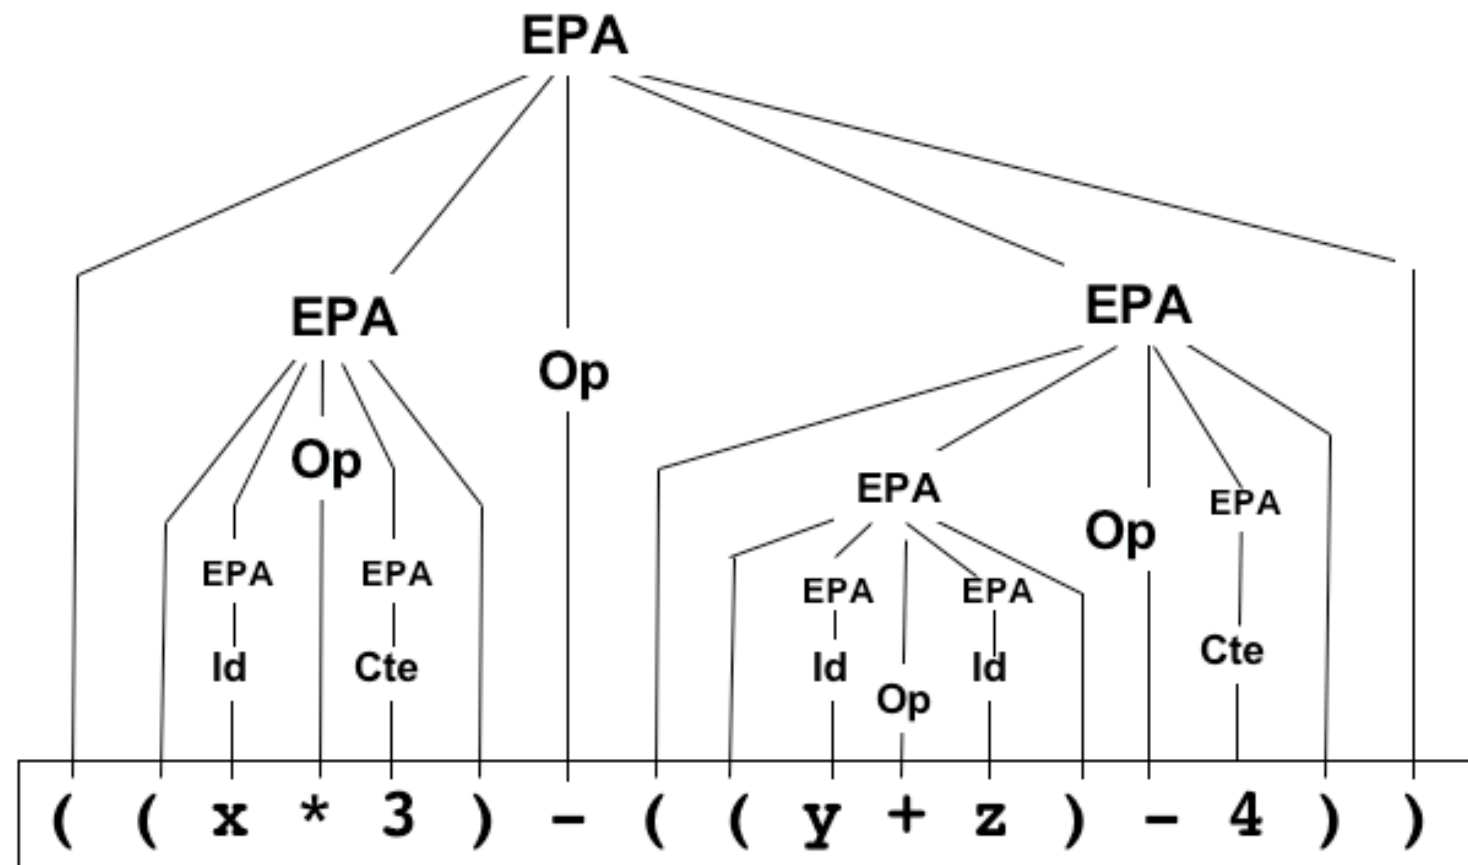 EPA
EPA EPA
Op
Op
EPA EPA
Op
EPA EPA EPA EPA
Id Cte Id Id Cte
Op
( ( x * 3 ) - ( ( y + z ) - 4 ) )